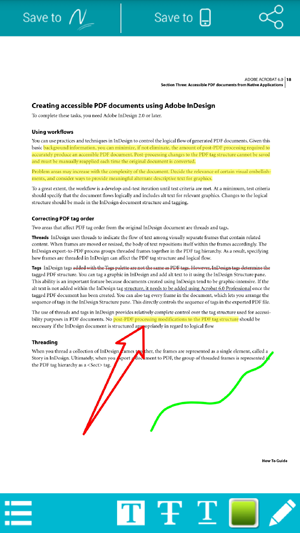 Save to
Save to
ADOBE ACROBAT 6.0 18
Section Three: Accessible PDF documents from Native Applications
Creating accessible PDF documents using Adobe InDesign
To complete these tasks, you need Adobe InDesign 2.0 or later.
Using workflows
You can use practices and techniques in InDesign to control the logical flow of generated PDF documents. Given this
basic background information, you can minimize, if not eliminate, the amount of post-PDF processing required to
accurately produce an accessible PDF document. Post processing changes to the PDF tag structure cannot be saved
and must be manually reapplied each time the original document is converted.
Problem areas may increase with the complexity of the document. Decide the relevance of certain visual embellish-
ments, and consider ways to provide meaningful alternate descriptive text for graphics.
To a great extent, the workflow is a develop-and-test iteration until test criteria are met. At a minimum, test criteria
should specify that the document flows logically and includes alt text for relevant graphics. Changes to the logical
structure should be made in the InDesign document structure and tagging.
Correcting PDF tag order
Two areas that affect PDF tag order from the original InDesign document are threads and tags.
Threads InDesign uses threads to indicate the flow of text among visually separate frames that contain related
content. When frames are moved or resized, the body of text repositions itself within the frames accordingly. The
InDesign export-to-PDF process organizes threaded frames together in the PDF tag hierarchy. As a result, specifying
how frames are threaded in InDesign can affect the PDF tag structure and logical flow.
Tags InDesign tags added with the Tags palette are not the same as PDF tags. However, InDesign tags determine the
tagged PDF structure. You can tag a graphic in InDesign and add alt text to it using the InDesign Structure pane.
This ability is an important feature because documents created using InDesign tend to be graphic-intensive. If the
alt text is not added within the InDesign tag structure, it needs to be added using Acrobat 6.0 Professional once the
tagged PDF document has been created. You can also tag every frame in the document, which lets you arrange the
sequence of tags in the InDesign Structure pane. This directly controls the sequence of tags in the exported PDF file.
The use of threads and tags in InDesign provides relatively complete control over the tag structure used for accessi-
bility purposes in PDF documents. No post-PDF processing modifications to the PDF tag structure should be
necessary if the InDesign document is structured appropriately in regard to logical flow
Threading
When you thread a collection of InDesign frames together, the frames are represented as a single element, called a
Story in InDesign. Ultimately, when you export a document to PDF, the group of threaded frames is represented in
the PDF tag hierarchy as a <Sect> tag.
How To Guide
T T T